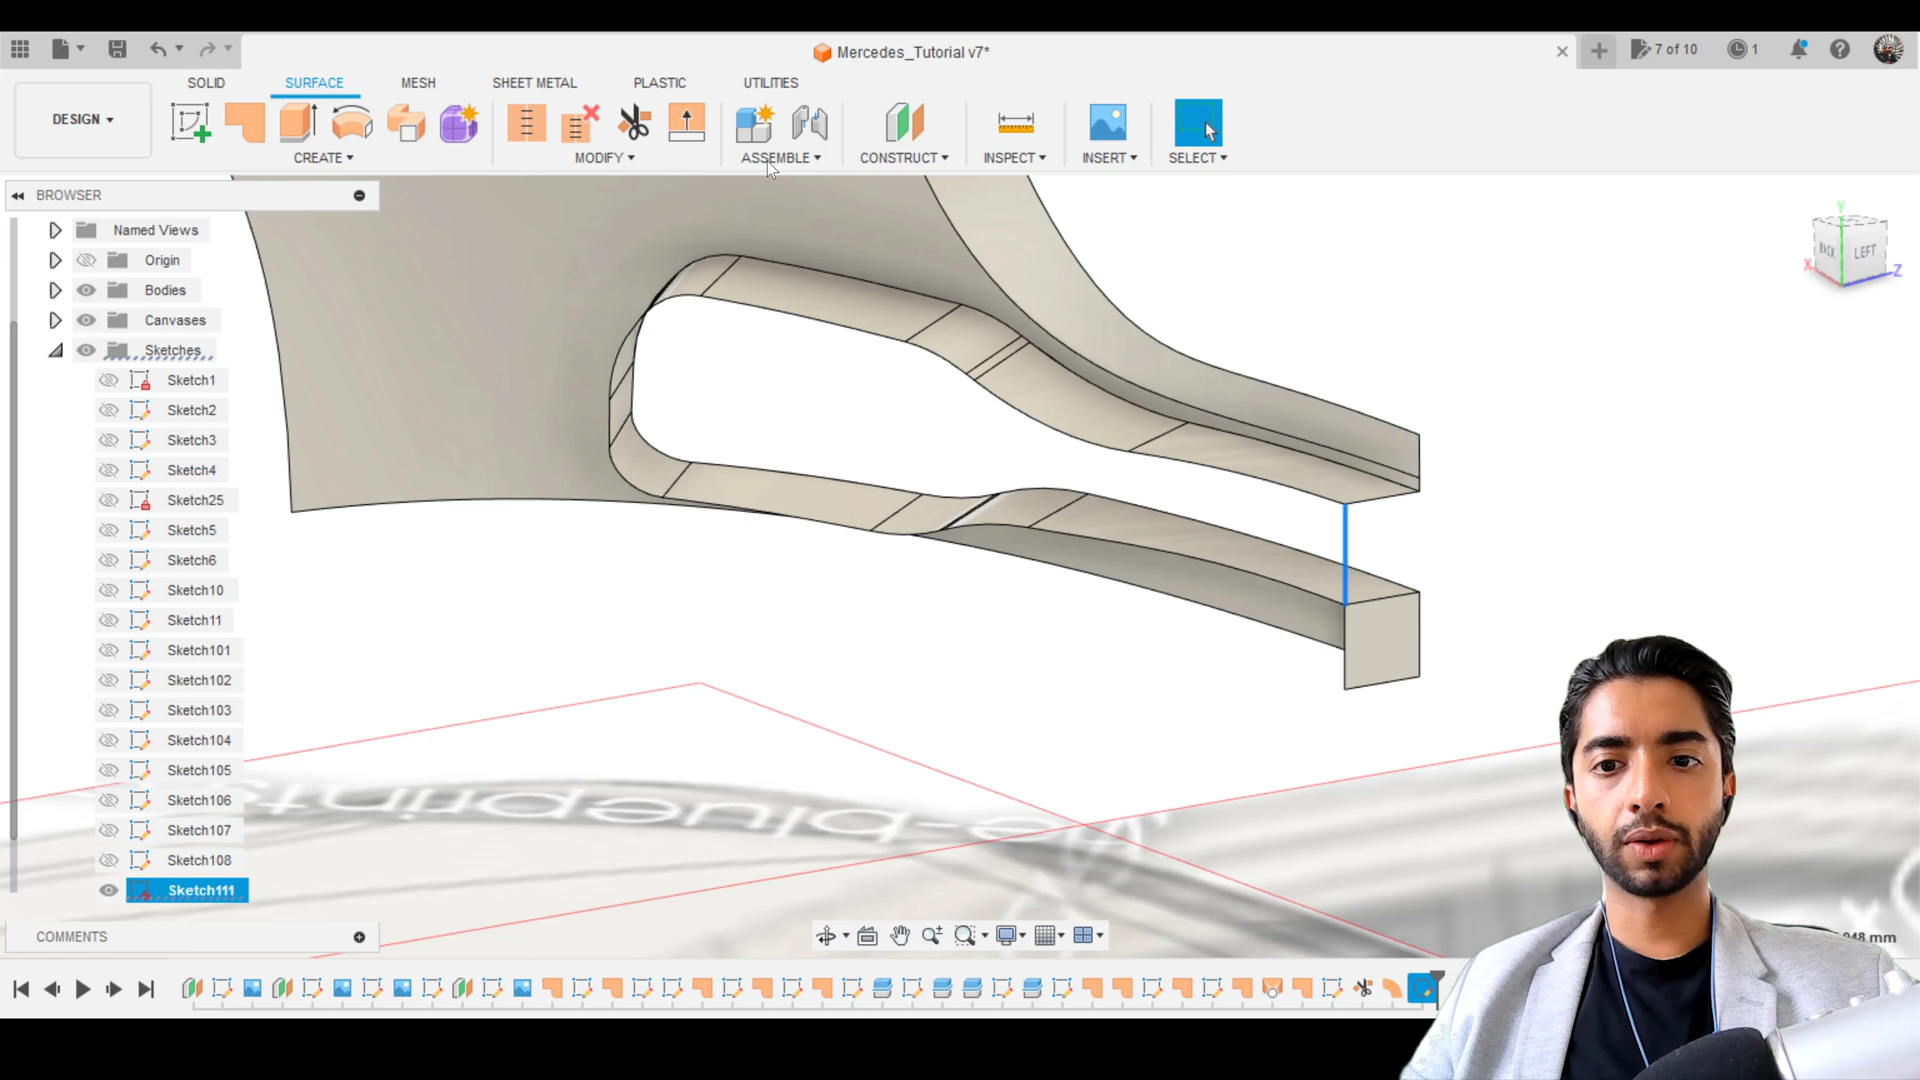 Mercedes_Tutorial v7*
7 of 10
1
DESIGN
SOLID
SURFACE
MESH
SHEET METAL
PLASTIC
UTILITIES
CREATE
MODIFY
ASSEMBLE
CONSTRUCT
INSPECT
INSERT
SELECT
BROWSER
Named Views
Origin
Bodies
Canvases
Sketches
Sketch1
Sketch2
Sketch3
Sketch4
Sketch25
Sketch5
Sketch6
Sketch10
Sketch11
Sketch101
Sketch102
Sketch103
Sketch104
Sketch105
Sketch106
Sketch107
Sketch108
Sketch111
COMMENTS
Y
BACK
LEFT
X
Z
048 mm